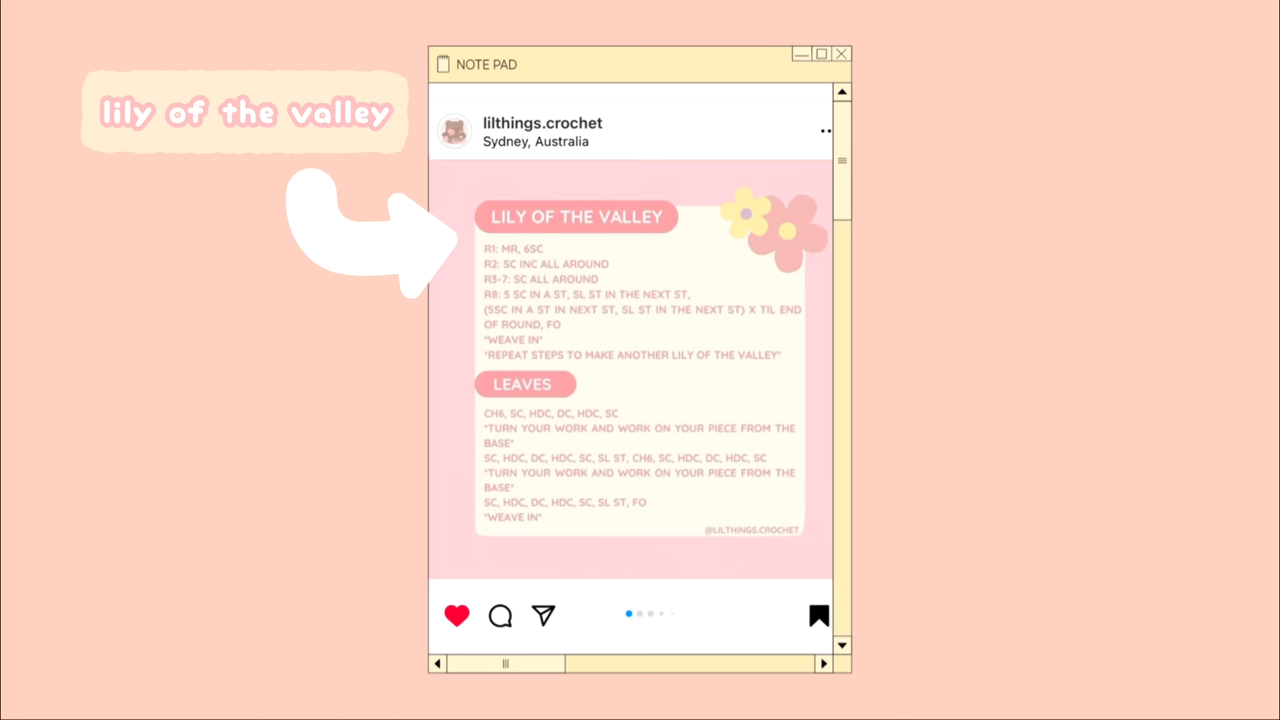 lily of the valley
NOTE PAD
lilthings.crochet
Sydney, Australia
LILY OF THE VALLEY
R1: MR, 6SC
R2: SC INC ALL AROUND
R3-7: SC ALL AROUND
R8: 5 SC IN A ST, SL ST IN THE NEXT ST,
(5SC IN A ST IN NEXT ST, SL ST IN THE NEXT ST) X TIL END
OF ROUND, FO
*WEAVE IN*
*REPEAT STEPS TO MAKE ANOTHER LILY OF THE VALLEY*
LEAVES
CH6, SC, HDC, DC, HDC, SC
*TURN YOUR WORK AND WORK ON YOUR PIECE FROM THE
BASE*
SC, HDC, DC, HDC, SC, SL ST, CH6, SC, HDC, DC, HDC, SC
*TURN YOUR WORK AND WORK ON YOUR PIECE FROM THE
BASE*
SC, HDC, DC, HDC, SC, SL ST, FO
*WEAVE IN*
@LILTHINGS.CROCHET